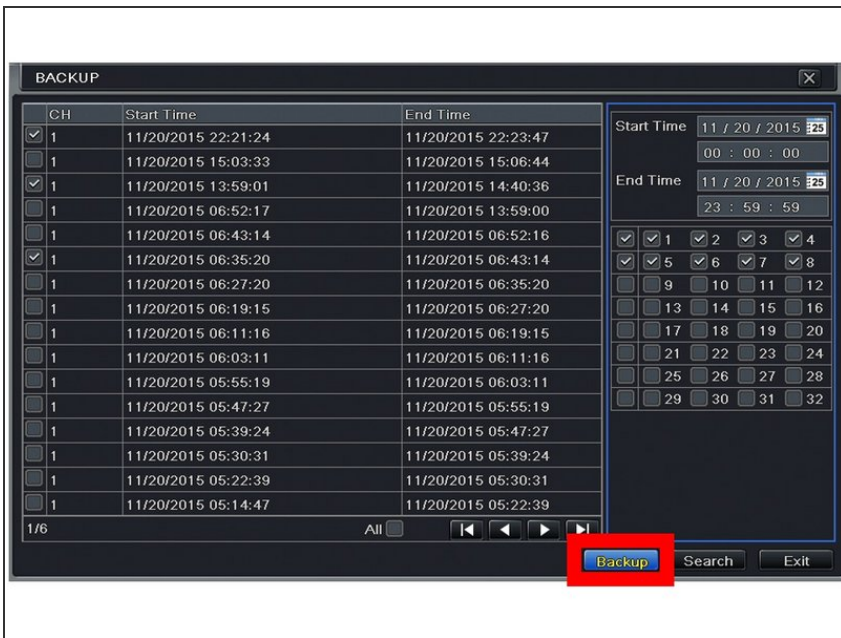 BACKUP
CH Start Time End Time
1 11/20/2015 22:21:24 11/20/2015 22:23:47
1 11/20/2015 15:03:33 11/20/2015 15:06:44
1 11/20/2015 13:59:01 11/20/2015 14:40:36
1 11/20/2015 06:52:17 11/20/2015 13:59:00
1 11/20/2015 06:43:14 11/20/2015 06:52:16
1 11/20/2015 06:35:20 11/20/2015 06:43:14
1 11/20/2015 06:27:20 11/20/2015 06:35:20
1 11/20/2015 06:19:15 11/20/2015 06:27:20
1 11/20/2015 06:11:16 11/20/2015 06:19:15
1 11/20/2015 06:03:11 11/20/2015 06:11:16
1 11/20/2015 05:55:19 11/20/2015 06:03:11
1 11/20/2015 05:47:27 11/20/2015 05:55:19
1 11/20/2015 05:39:24 11/20/2015 05:47:27
1 11/20/2015 05:30:31 11/20/2015 05:39:24
1 11/20/2015 05:22:39 11/20/2015 05:30:31
1 11/20/2015 05:14:47 11/20/2015 05:22:39
1/6 All
Start Time 11 / 20 / 2015 25
00 : 00 : 00
End Time 11 / 20 / 2015 25
23 : 59 : 59
1 2 3 4
5 6 7 8
9 10 11 12
13 14 15 16
17 18 19 20
21 22 23 24
25 26 27 28
29 30 31 32
Backup Search Exit